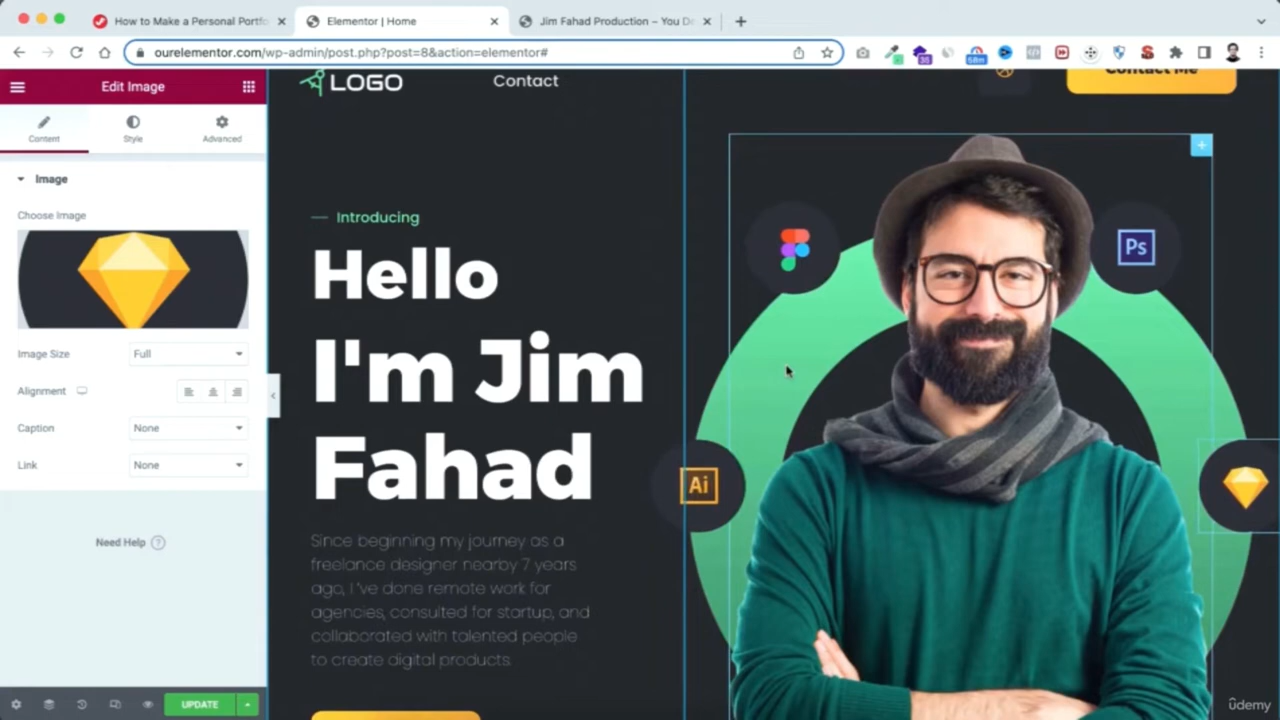 How to Make a Personal Portfo
Elementor | Home
Jim Fahad Production – You De
ourelementor.com/wp-admin/post.php?post=8&action=elementor#
Edit Image
Content
Style
Advanced
Image
Choose Image
Image Size
Full
Alignment
Caption
None
Link
None
Need Help ?
UPDATE
LOGO
Contact
Contact Me
Introducing
Hello
I'm Jim
Fahad
Since beginning my journey as a
freelance designer nearby 7 years
ago, I've done remote work for
agencies, consulted for startup, and
collaborated with talented people
to create digital products.
Ps
Ai
ûdemy